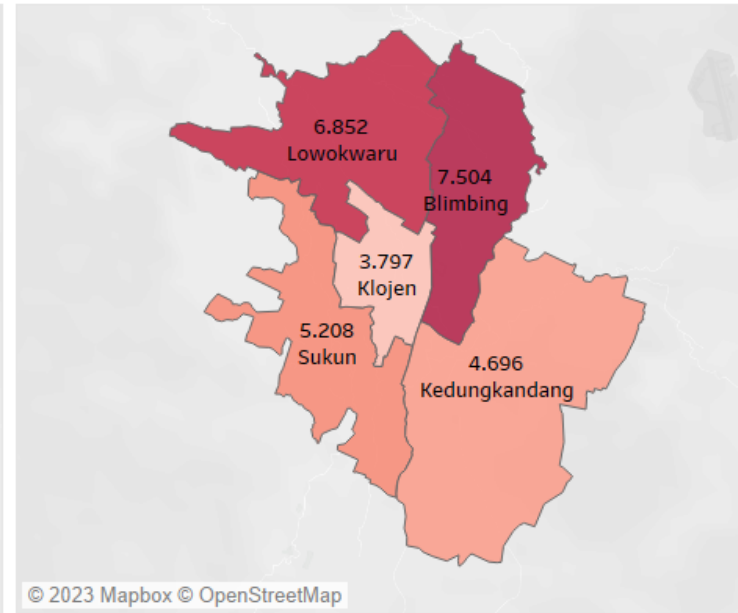 6.852
Lowokwaru
7.504
Blimbing
3.797
Klojen
5.208
Sukun
4.696
Kedungkandang
© 2023 Mapbox © OpenStreetMap